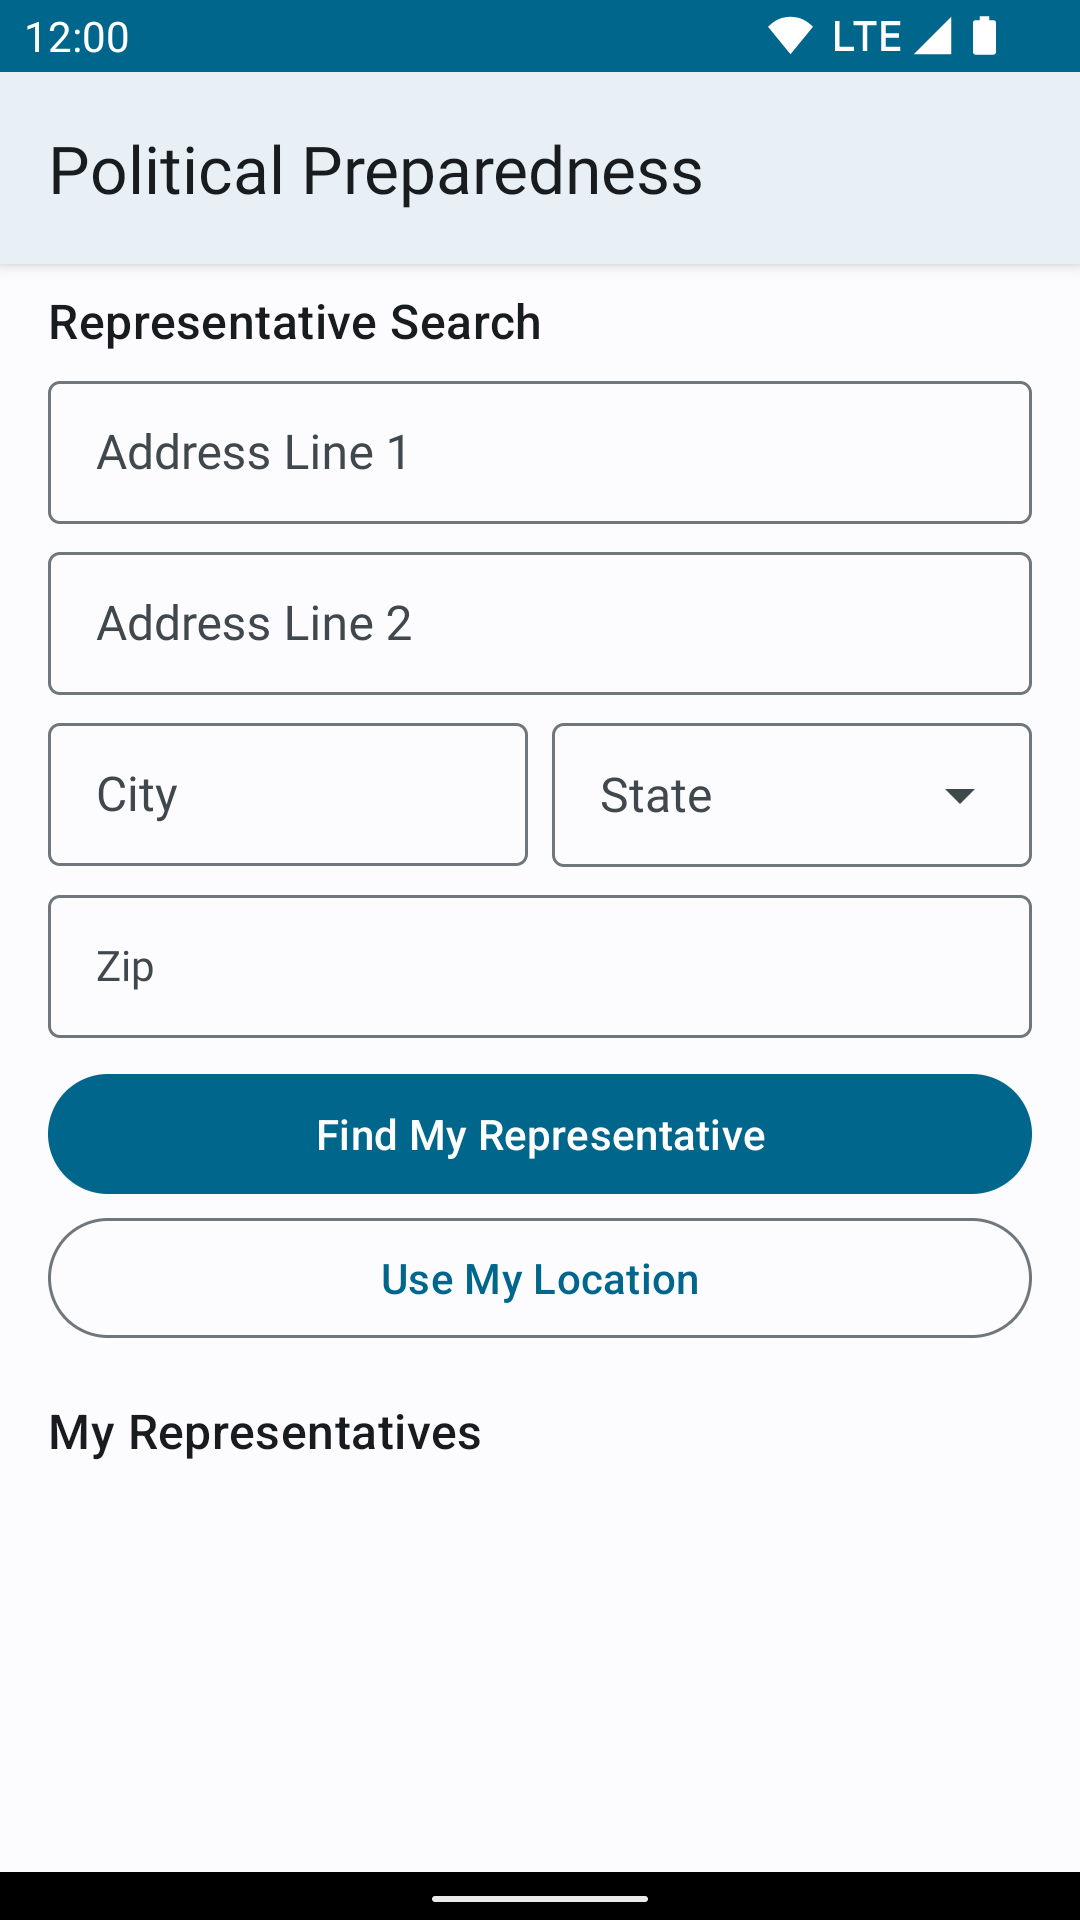 12:00 LTE
Political Preparedness
Representative Search
Address Line 1
Address Line 2
City State
Zip
Find My Representative
Use My Location
My Representatives